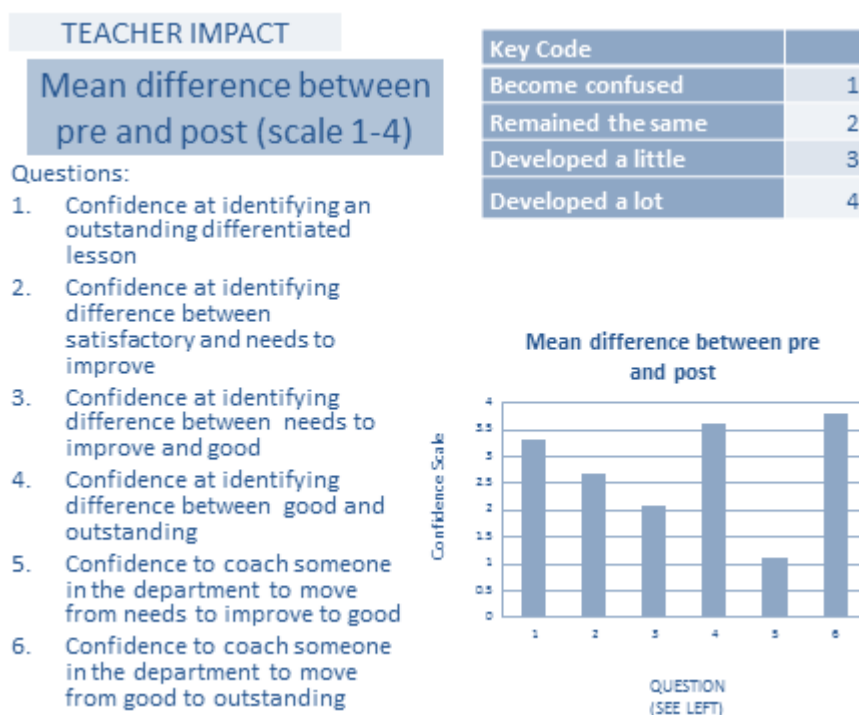 TEACHER IMPACT
Mean difference between
pre and post (scale 1-4)
Questions:
1. Confidence at identifying an
outstanding differentiated
lesson
2. Confidence at identifying
difference between
satisfactory and needs to
improve
3. Confidence at identifying
difference between needs to
improve and good
4. Confidence at identifying
difference between good and
outstanding
5. Confidence to coach someone
in the department to move
from needs to improve to good
6. Confidence to coach someone
in the department to move
from good to outstanding
Key Code
Become confused 1
Remained the same 2
Developed a little 3
Developed a lot 4
Mean difference between pre
and post
Confidence Scale
4
3.5
3
2.5
2
1.5
1
0.5
0
1 2 3 4 5 6
QUESTION
(SEE LEFT)